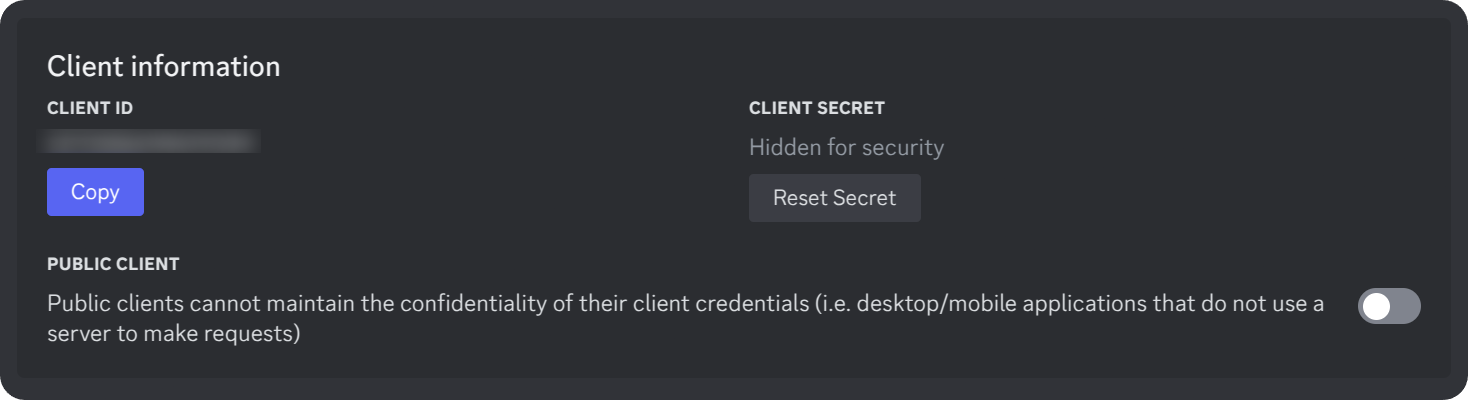 Client information
CLIENT ID
Copy
CLIENT SECRET
Hidden for security
Reset Secret
PUBLIC CLIENT
Public clients cannot maintain the confidentiality of their client credentials (i.e. desktop/mobile applications that do not use a
server to make requests)